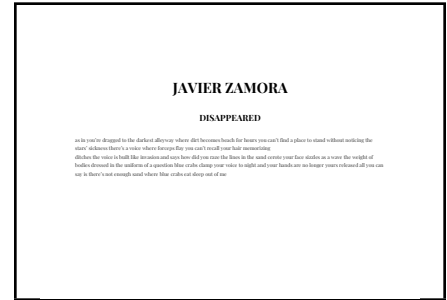 JAVIER ZAMORA
DISAPPEARED
as in you're dragged to the darkest alleyway where dirt becomes beach for hours you can't find a place to stand without noticing the
stars' sickness there's a voice where forceps flay you can't recall your hair memorizing
ditches the voice is built like invasion and says how did you raze the lines in the sand cerote your face sizzles as a wave the weight of
bodies dressed in the uniform of a question blue crabs clamp your voice to night and your hands are no longer yours released all you can
say is there's not enough sand where blue crabs eat sleep out of me